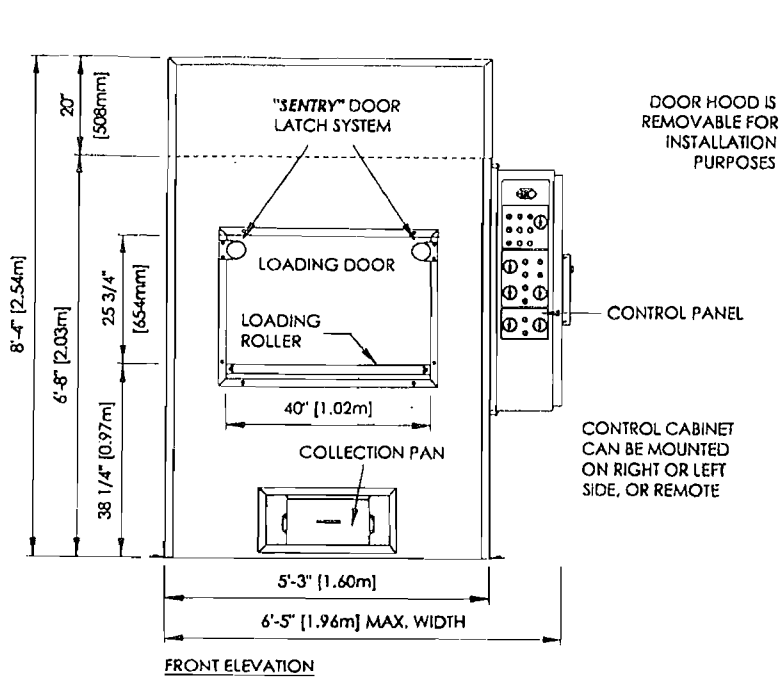 20"
[508mm]
"SENTRY" DOOR
LATCH SYSTEM
DOOR HOOD IS
REMOVABLE FOR
INSTALLATION
PURPOSES
8'-4" [2.54m]
6'-8" [2.03m]
25 3/4"
[654mm]
38 1/4" [0.97m]
LOADING DOOR
LOADING
ROLLER
CONTROL PANEL
40" [1.02m]
COLLECTION PAN
CONTROL CABINET
CAN BE MOUNTED
ON RIGHT OR LEFT
SIDE, OR REMOTE
5'-3" [1.60m]
6'-5" [1.96m] MAX. WIDTH
FRONT ELEVATION